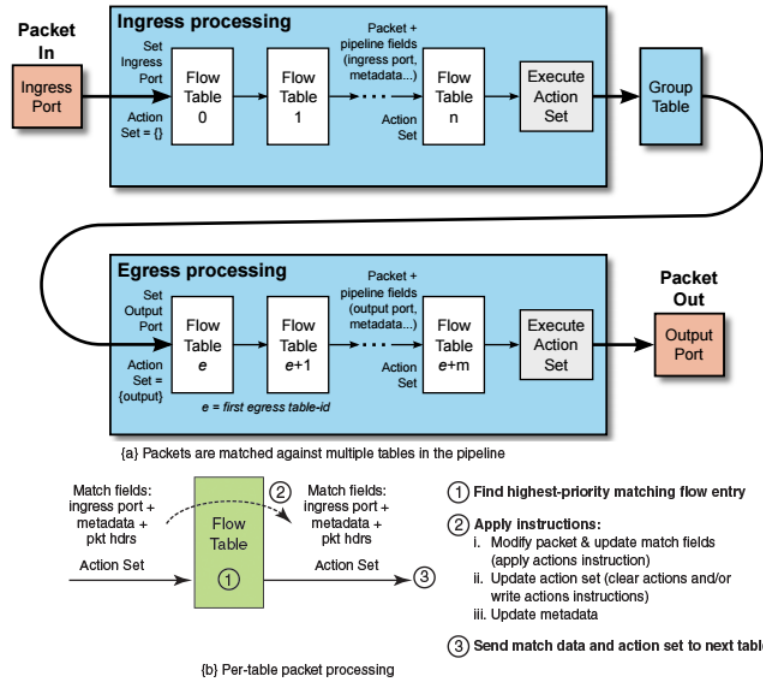 Ingress processing
Packet
In
Ingress
Port
Set
Ingress
Port
Action
Set = {}
Flow
Table
0
Flow
Table
1
Packet +
pipeline fields
(ingress port,
metadata...)
Action
Set
Flow
Table
n
Execute
Action
Set
Group
Table
Egress processing
Set
Output
Port
Action
Set =
{output}
Flow
Table
e
Flow
Table
e+1
e = first egress table-id
Packet +
pipeline fields
(output port,
metadata...)
Action
Set
Flow
Table
e+m
Execute
Action
Set
Packet
Out
Output
Port
{a} Packets are matched against multiple tables in the pipeline
Match fields:
ingress port +
metadata +
pkt hdrs
Action Set
Flow
Table
1
2
Match fields:
ingress port +
metadata +
pkt hdrs
Action Set
3
1 Find highest-priority matching flow entry
2 Apply instructions:
i. Modify packet & update match fields
(apply actions instruction)
ii. Update action set (clear actions and/or
write actions instructions)
iii. Update metadata
3 Send match data and action set to next tabl
{b} Per-table packet processing